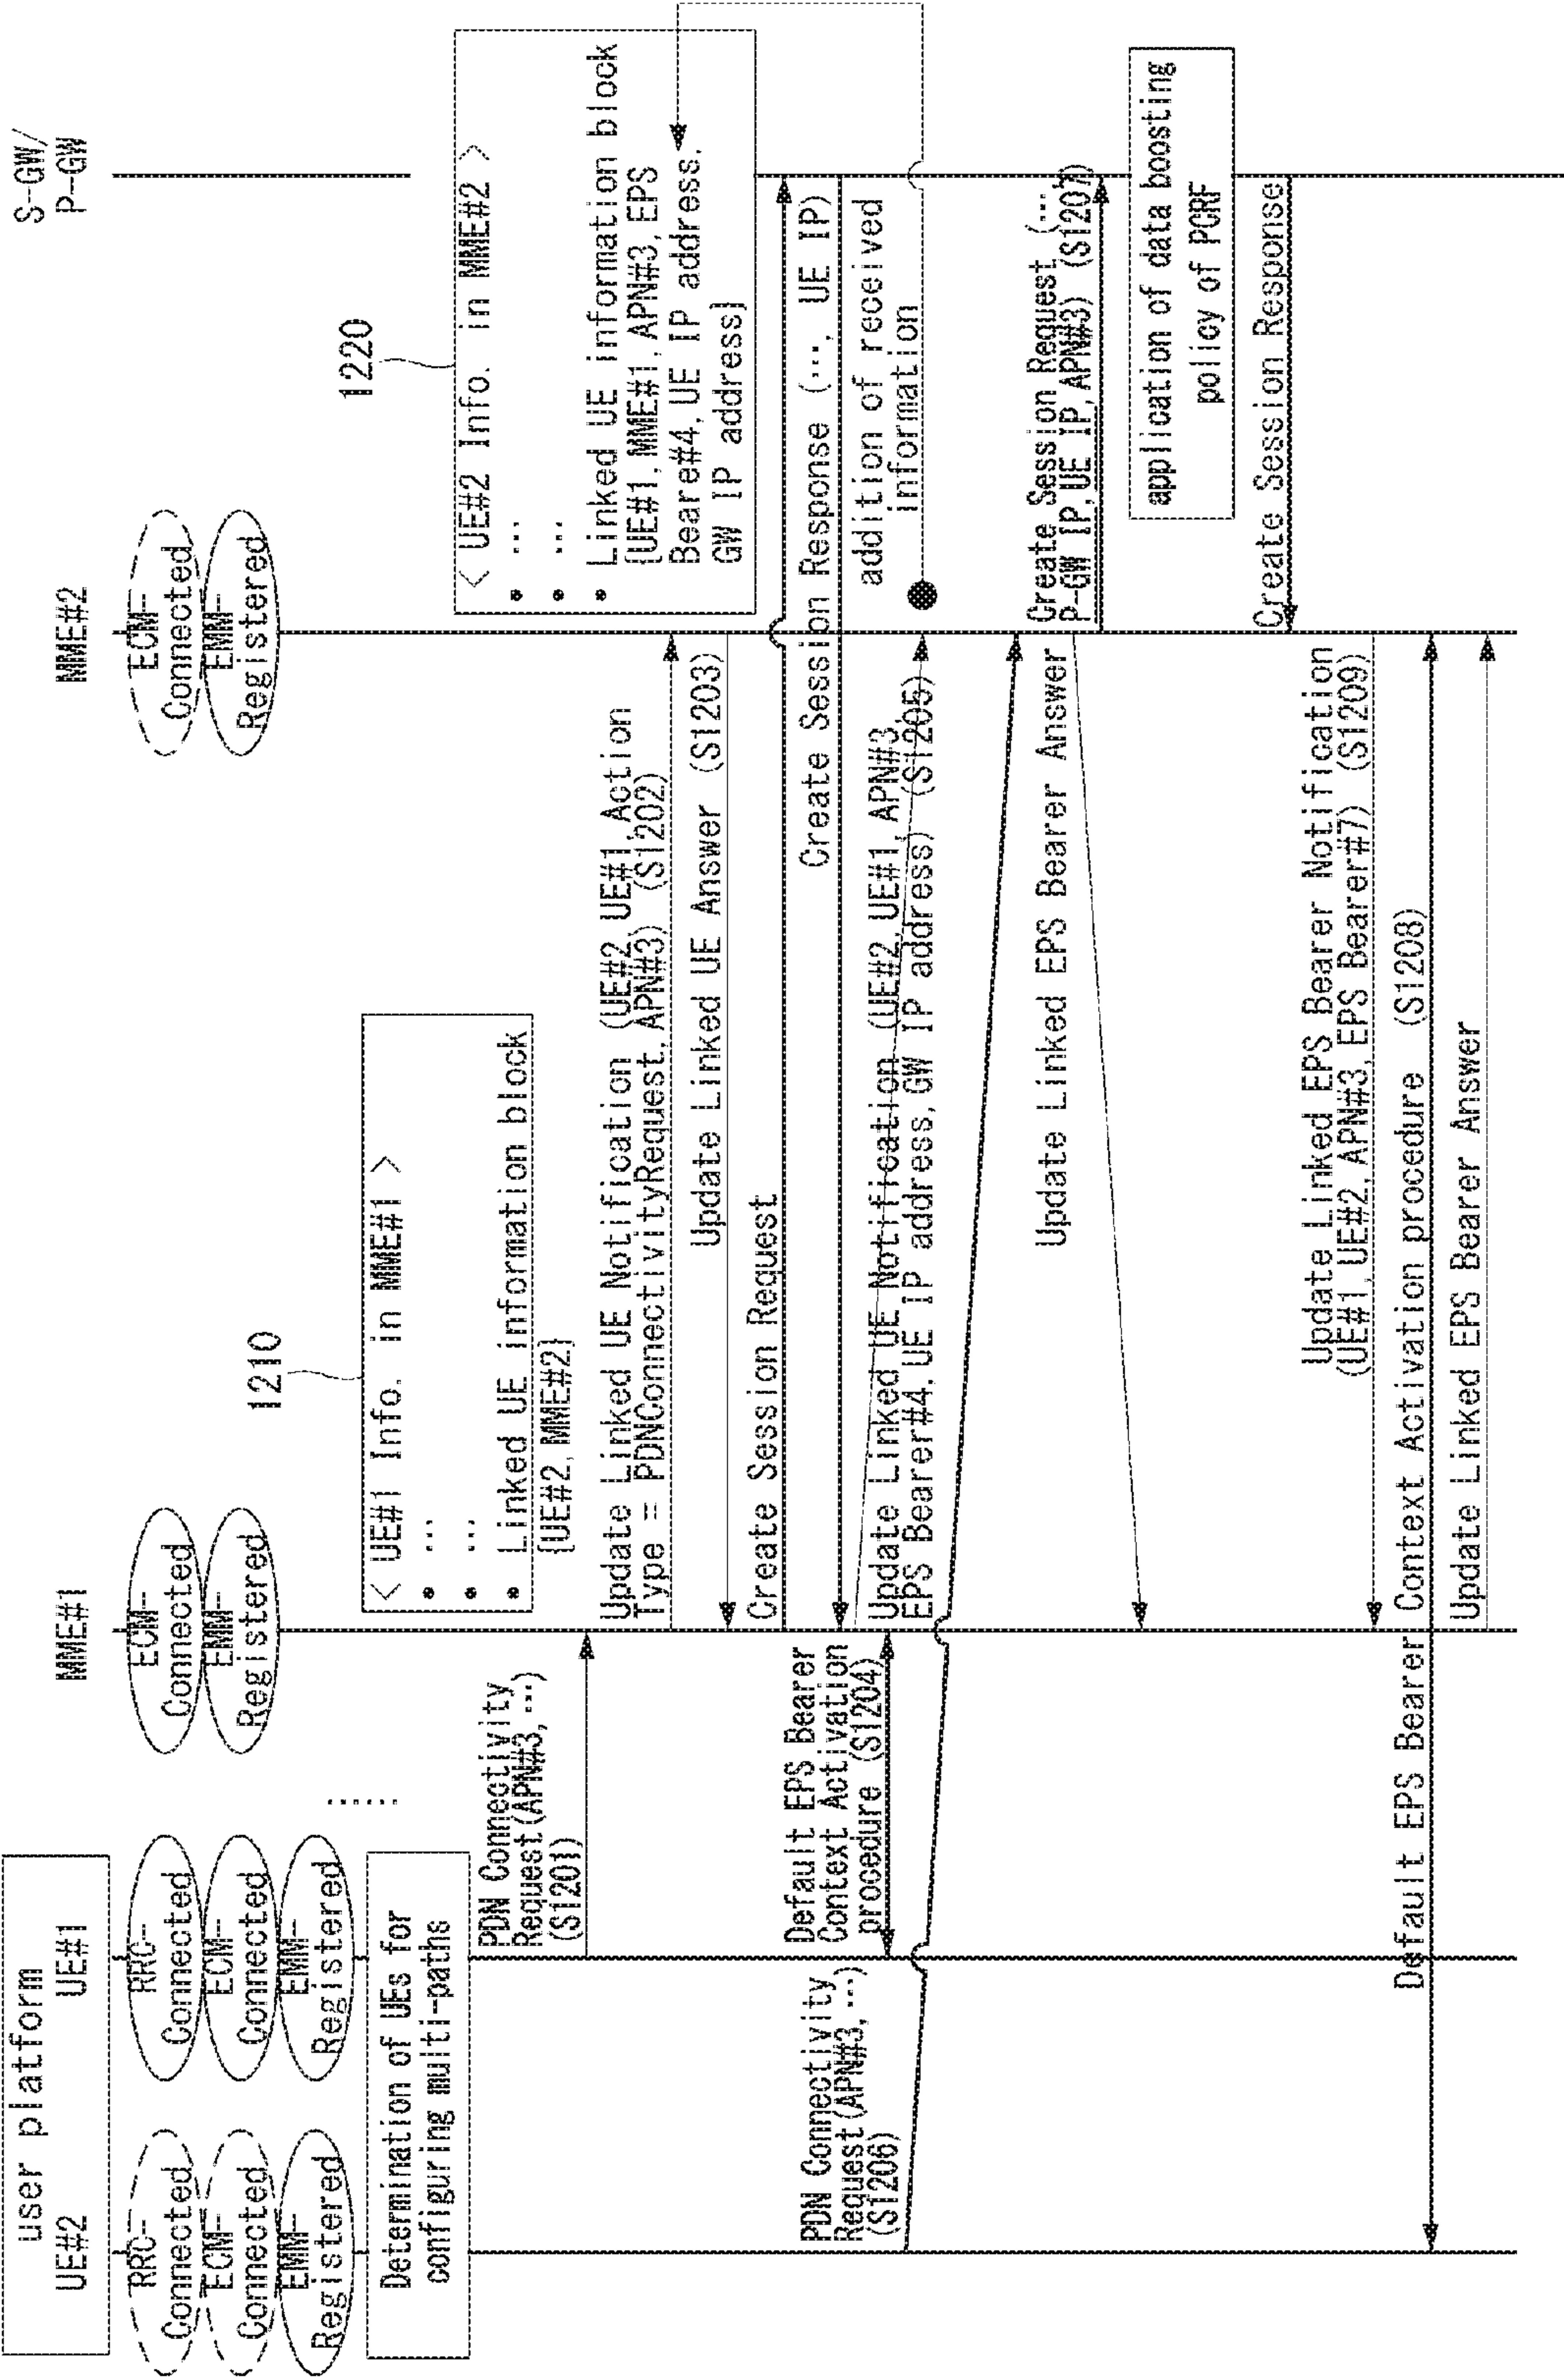 user platform
UE#2
UE#1
MME#1
MME#2
S-GW/
P-GW
RRC-
Connected
ECM-
Connected
EMM-
Registered
RRC-
Connected
ECM-
Connected
EMM-
Registered
ECM-
Connected
EMM-
Registered
ECM-
Connected
EMM-
Registered
......
Determination of UEs for
configuring multi-paths
1210
< UE#1 Info. in MME#1 >
• ...
• ...
• Linked UE information block
{UE#2, MME#2}
1220
< UE#2 Info. in MME#2 >
• ...
• ...
• Linked UE information block
{UE#1, MME#1, APN#3, EPS
Beare#4, UE IP address,
GW IP address}
PDN Connectivity
Request(APN#3, ...)
(S1201)
Update Linked UE Notification (UE#2, UE#1, Action
Type = PDNConnectivityRequest, APN#3) (S1202)
Update Linked UE Answer (S1203)
Create Session Request
Create Session Response (..., UE IP)
Default EPS Bearer
Context Activation
procedure (S1204)
Update Linked UE Notification (UE#2, UE#1, APN#3,
EPS Bearer#4, UE IP address, GW IP address) (S1205)
addition of received
information
PDN Connectivity
Request(APN#3, ...)
(S1206)
Create Session Request (...
P-GW IP, UE IP, APN#3) (S1207)
Update Linked EPS Bearer Answer
application of data boosting
policy of PCRF
Create Session Response
Update Linked EPS Bearer Notification
(UE#1, UE#2, APN#3, EPS Bearer#7) (S1209)
Default EPS Bearer Context Activation procedure (S1208)
Update Linked EPS Bearer Answer